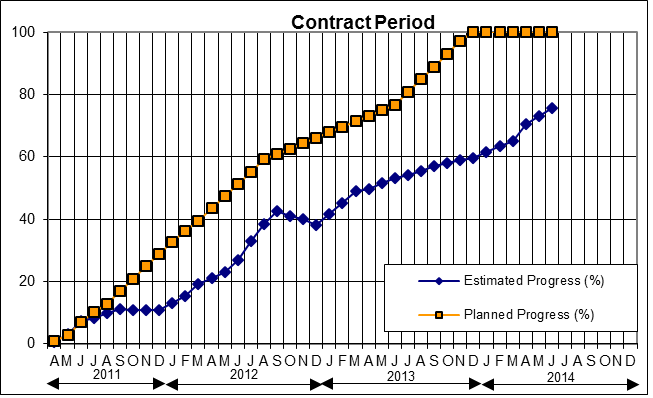 Contract Period
100
80
60
40
20
0
Estimated Progress (%)
Planned Progress (%)
A M J J A S O N D J F M A M J J A S O N D J F M A M J J A S O N D J F M A M J J A S O N D
2011 2012 2013 2014